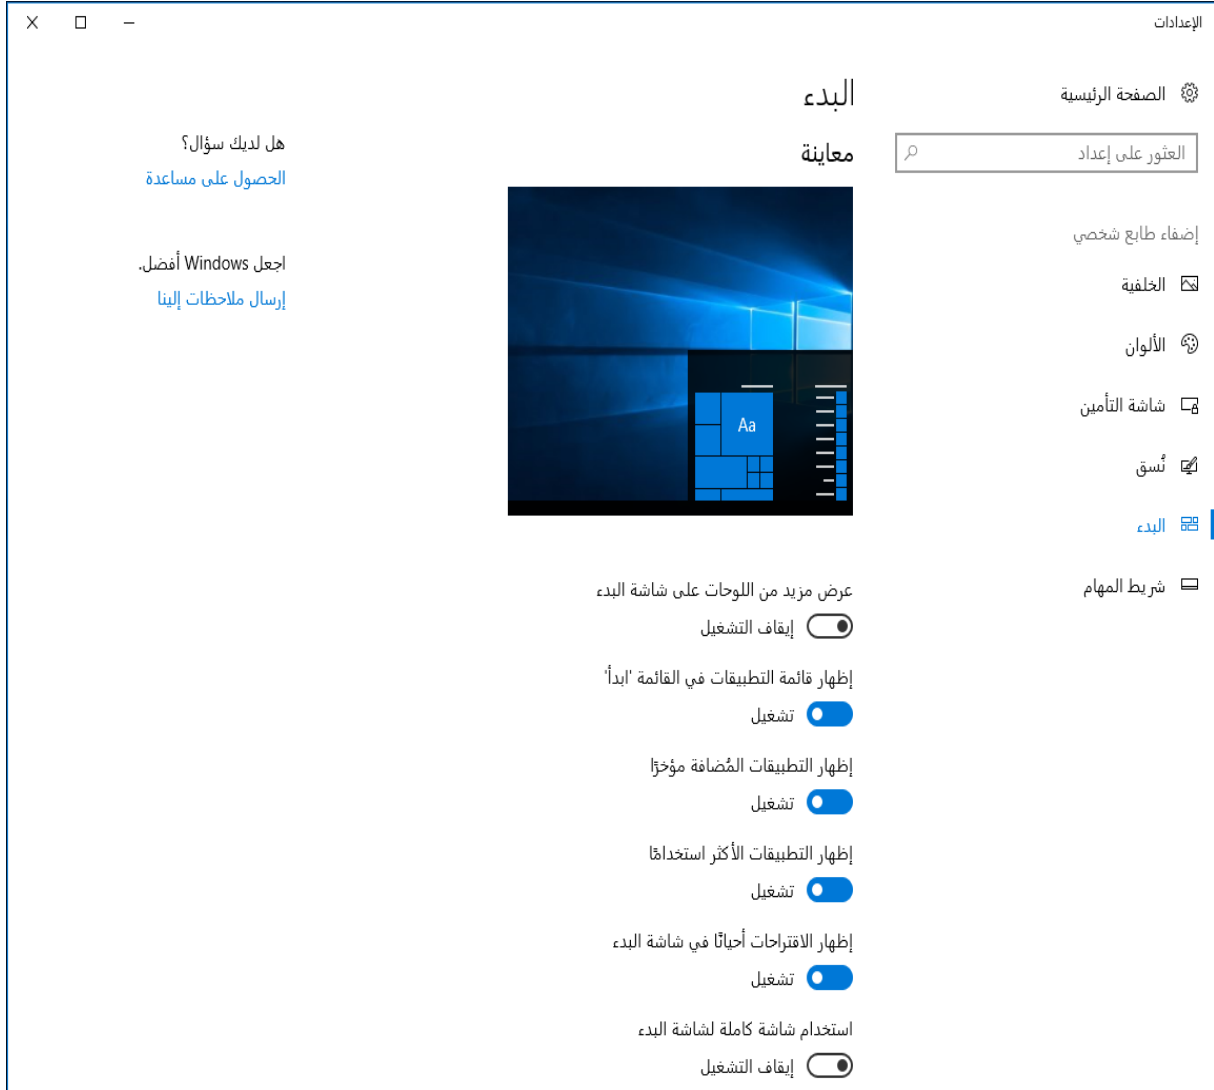 الإعدادات
الصفحة الرئيسية
العثور على إعداد
إضفاء طابع شخصي
الخلفية
الألوان
شاشة التأمين
نُسق
البدء
شريط المهام
البدء
معاينة
Aa
عرض مزيد من اللوحات على شاشة البدء
إيقاف التشغيل
إظهار قائمة التطبيقات في القائمة 'ابدأ'
تشغيل
إظهار التطبيقات المُضافة مؤخرًا
تشغيل
إظهار التطبيقات الأكثر استخدامًا
تشغيل
إظهار الاقتراحات أحيانًا في شاشة البدء
تشغيل
استخدام شاشة كاملة لشاشة البدء
إيقاف التشغيل
هل لديك سؤال؟
الحصول على مساعدة
اجعل Windows أفضل.
إرسال ملاحظات إلينا